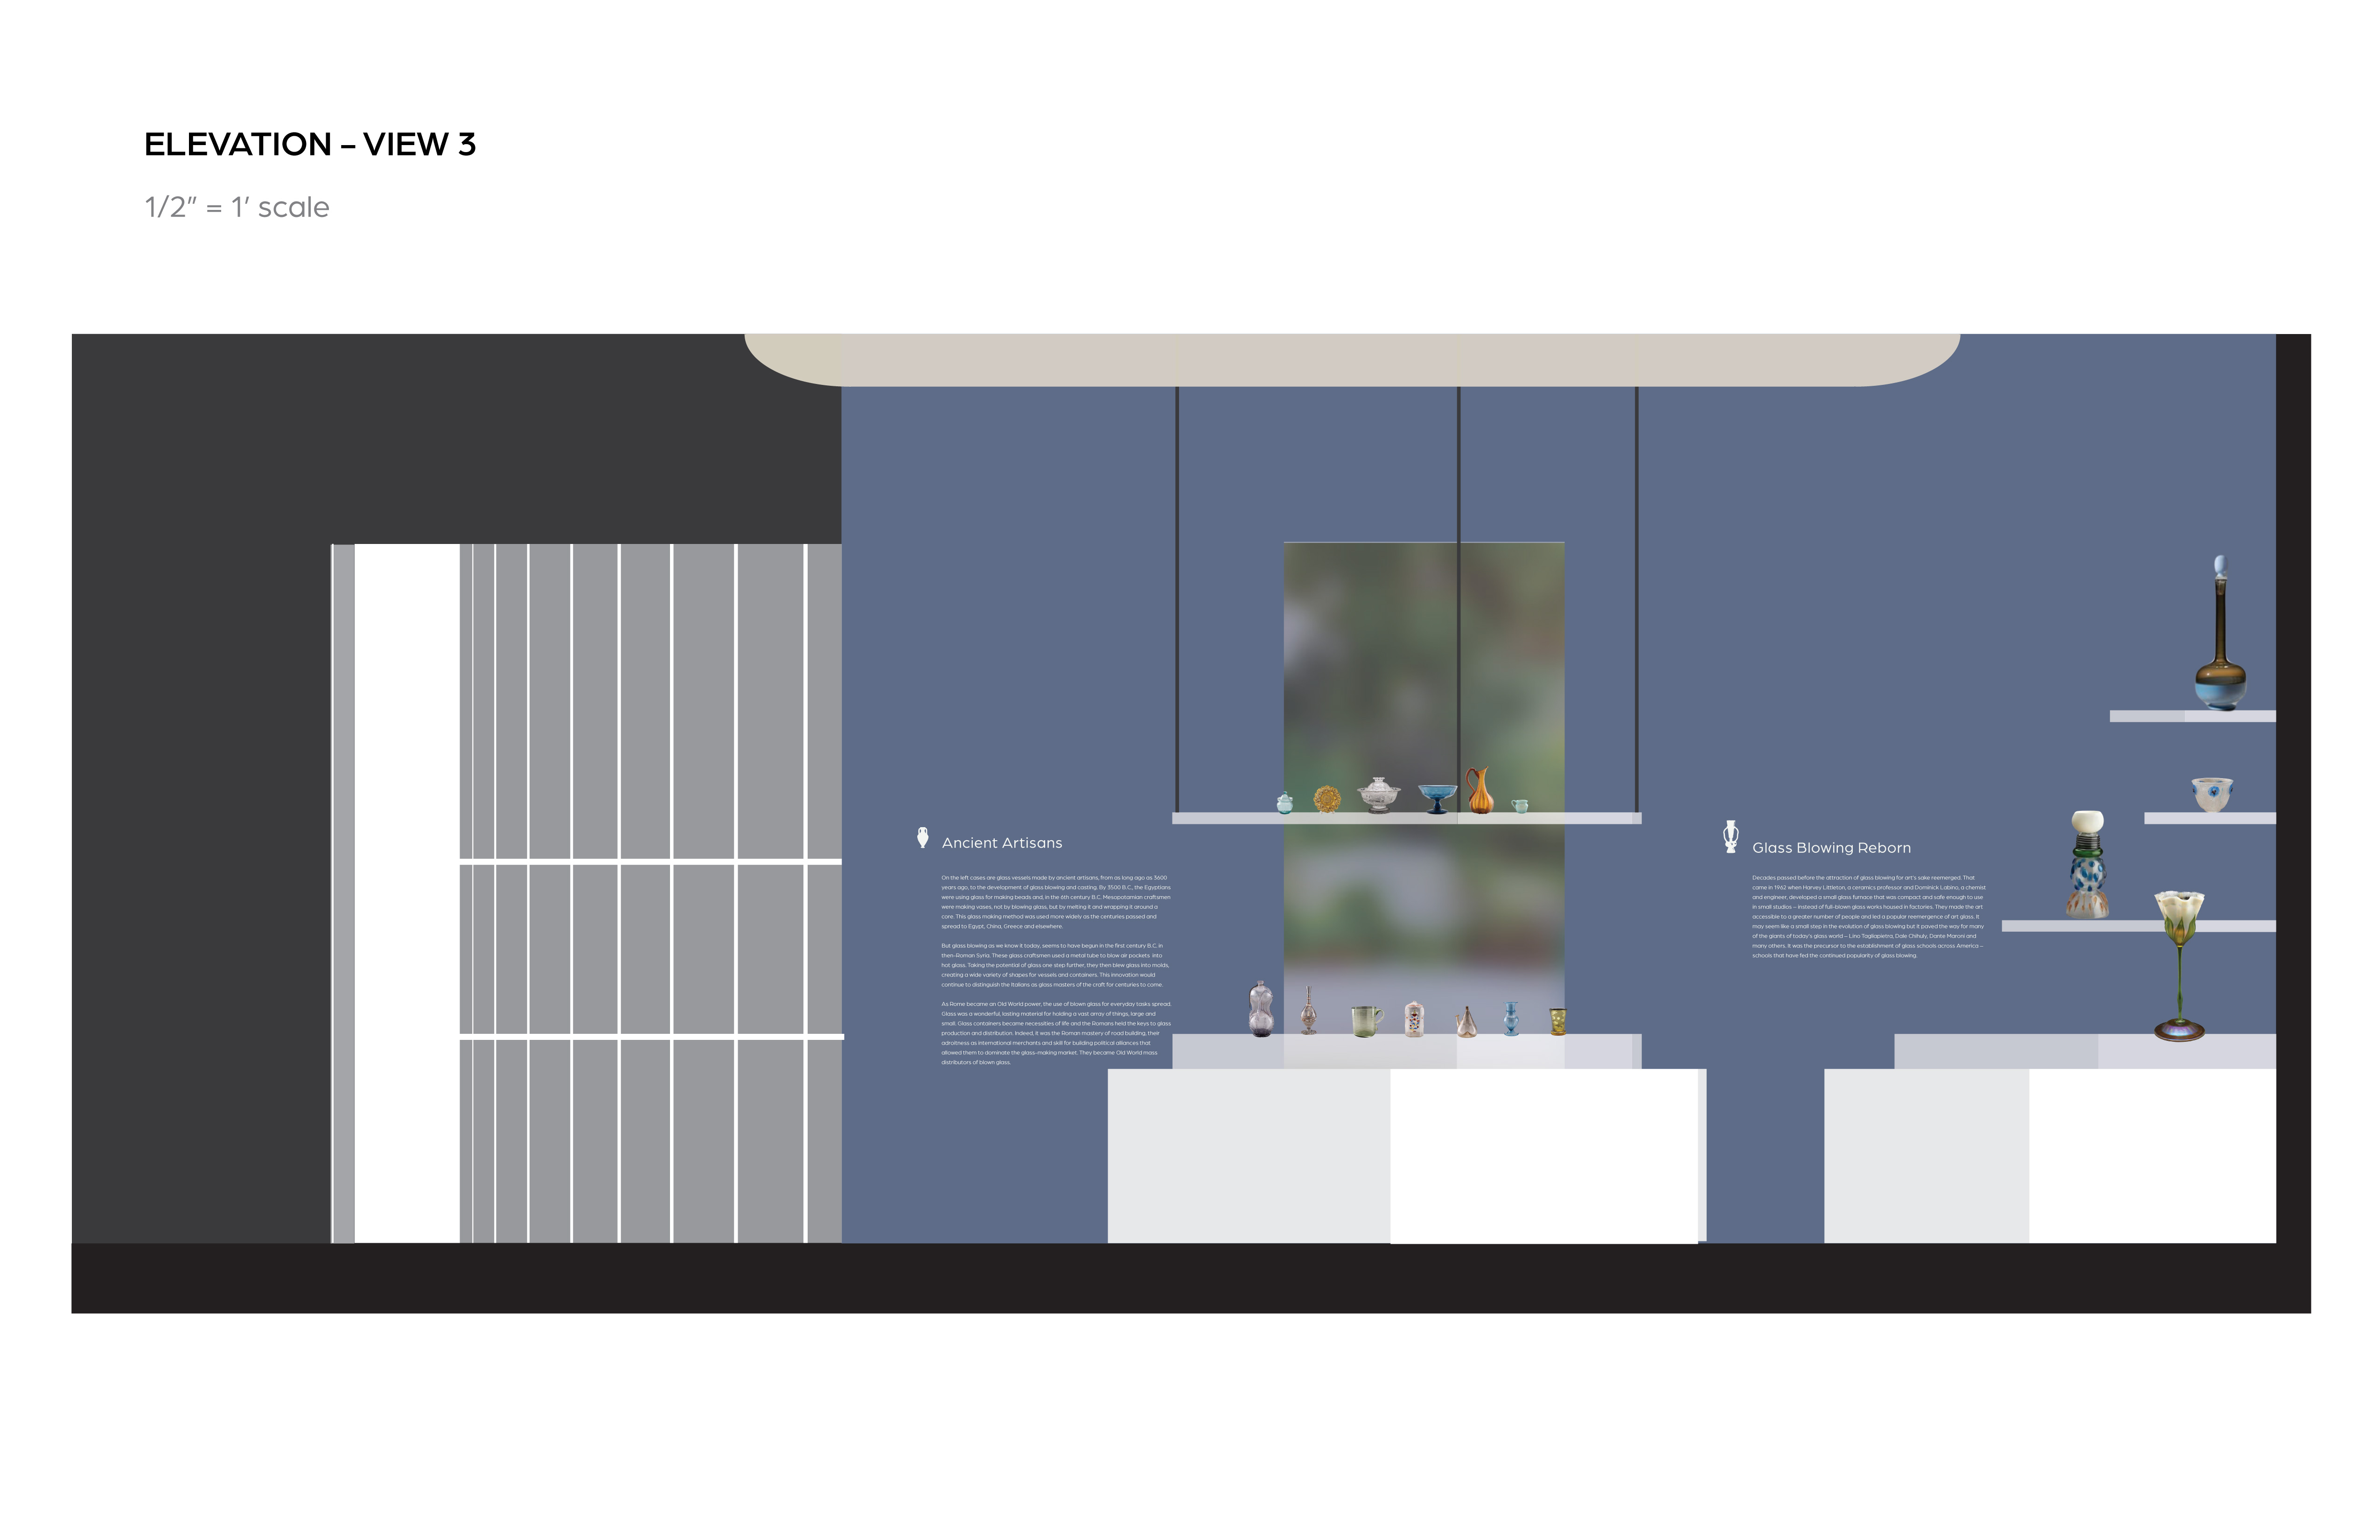 ELEVATION – VIEW 3
1/2" = 1' scale
Ancient Artisans
On the left cases are glass vessels made by ancient artisans, from as long ago as 3600
years ago, to the development of glass blowing and casting. By 3500 B.C., the Egyptians
were using glass for making beads and, in the 6th century B.C. Mesopotamian craftsmen
were making vases, not by blowing glass, but by melting it and wrapping it around a
core. This glass making method was used more widely as the centuries passed and
spread to Egypt, China, Greece and elsewhere.
But glass blowing as we know it today, seems to have begun in the first century B.C. in
then-Roman Syria. These glass craftsmen used a metal tube to blow air pockets into
hot glass. Taking the potential of glass one step further, they then blew glass into molds,
creating a wide variety of shapes for vessels and containers. This innovation would
continue to distinguish the Italians as glass masters of the craft for centuries to come.
As Rome became an Old World power, the use of blown glass for everyday tasks spread.
Glass was a wonderful, lasting material for holding a vast array of things, large and
small. Glass containers became necessities of life and the Romans held the keys to glass
production and distribution. Indeed, it was the Roman mastery of road building, their
adroitness as international merchants and skill for building political alliances that
allowed them to dominate the glass-making market. They became Old World mass
distributors of blown glass.
Glass Blowing Reborn
Decades passed before the attraction of glass blowing for art's sake reemerged. That
came in 1962 when Harvey Littleton, a ceramics professor and Dominick Labino, a chemist
and engineer, developed a small glass furnace that was compact and safe enough to use
in small studios – instead of full-blown glass works housed in factories. They made the art
accessible to a greater number of people and led a popular reemergence of art glass. It
may seem like a small step in the evolution of glass blowing but it paved the way for many
of the giants of today's glass world – Lino Tagliapietra, Dale Chihuly, Dante Maroni and
many others. It was the precursor to the establishment of glass schools across America –
schools that have fed the continued popularity of glass blowing.